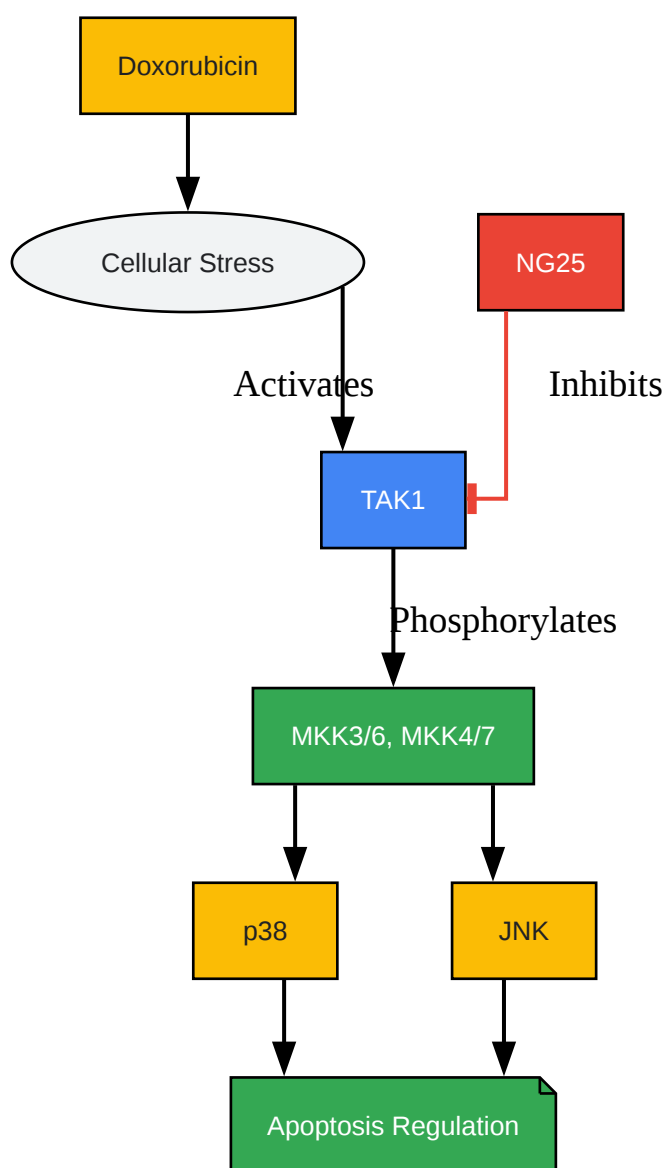 Doxorubicin
Cellular Stress
NG25
Activates
Inhibits
TAK1
Phosphorylates
MKK3/6, MKK4/7
p38
JNK
Apoptosis Regulation